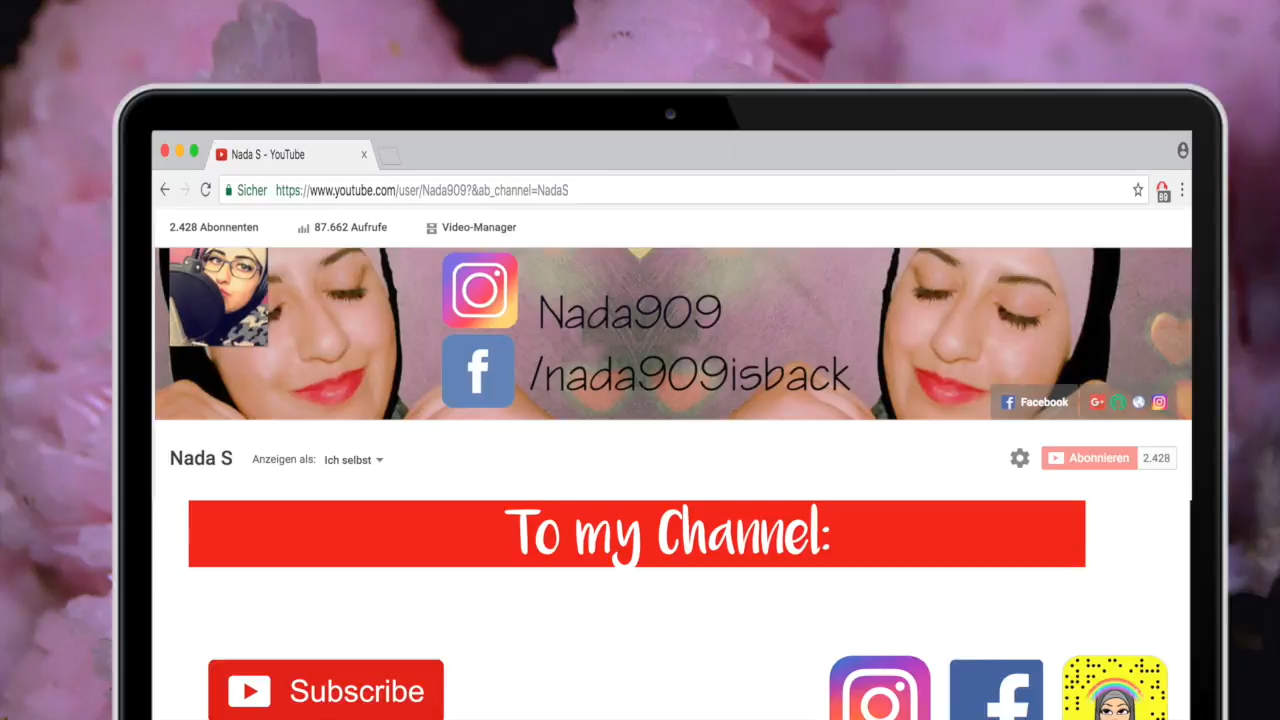 Nada S - YouTube x
Sicher https://www.youtube.com/user/Nada909?&ab_channel=NadaS
89
2.428 Abonnenten 87.662 Aufrufe Video-Manager
Nada909
/nada909isback
f Facebook G+
Nada S Anzeigen als: Ich selbst Abonnieren 2.428
To my Channel:
Subscribe